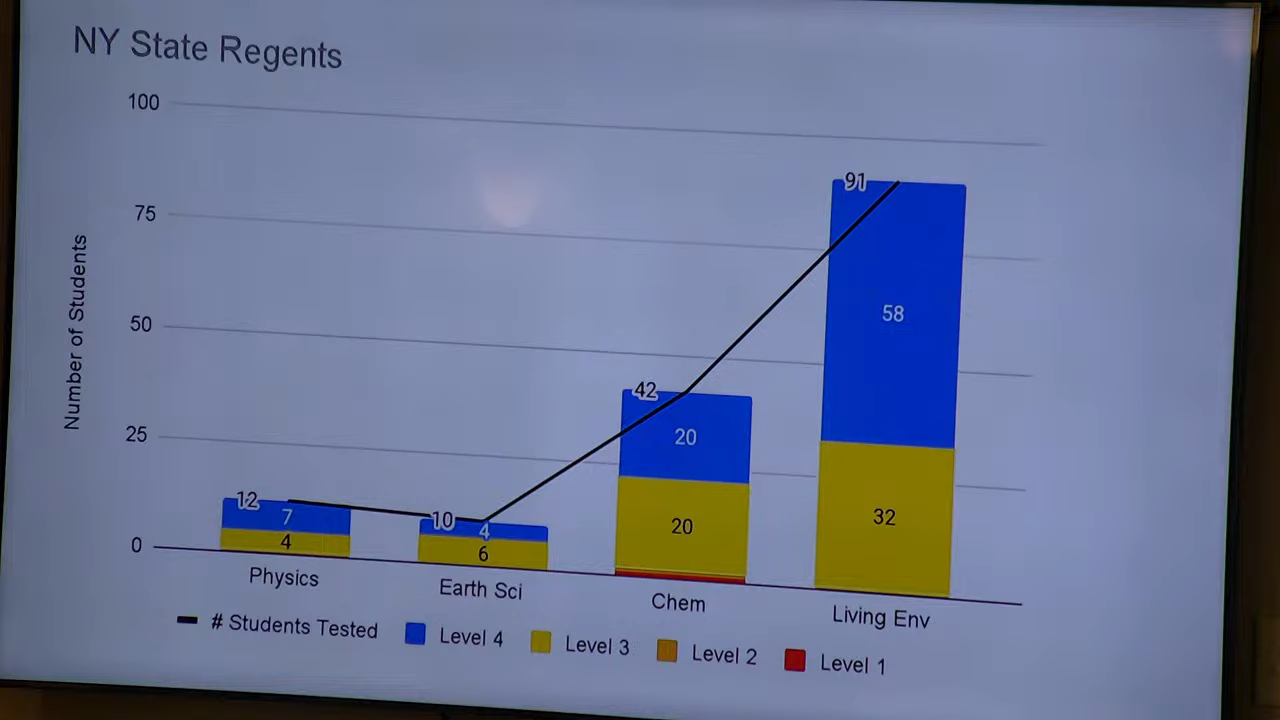 NY State Regents
Number of Students
100
75
50
25
0
12
7
4
10
4
6
42
20
20
91
58
32
Physics
Earth Sci
Chem
Living Env
# Students Tested
Level 4
Level 3
Level 2
Level 1